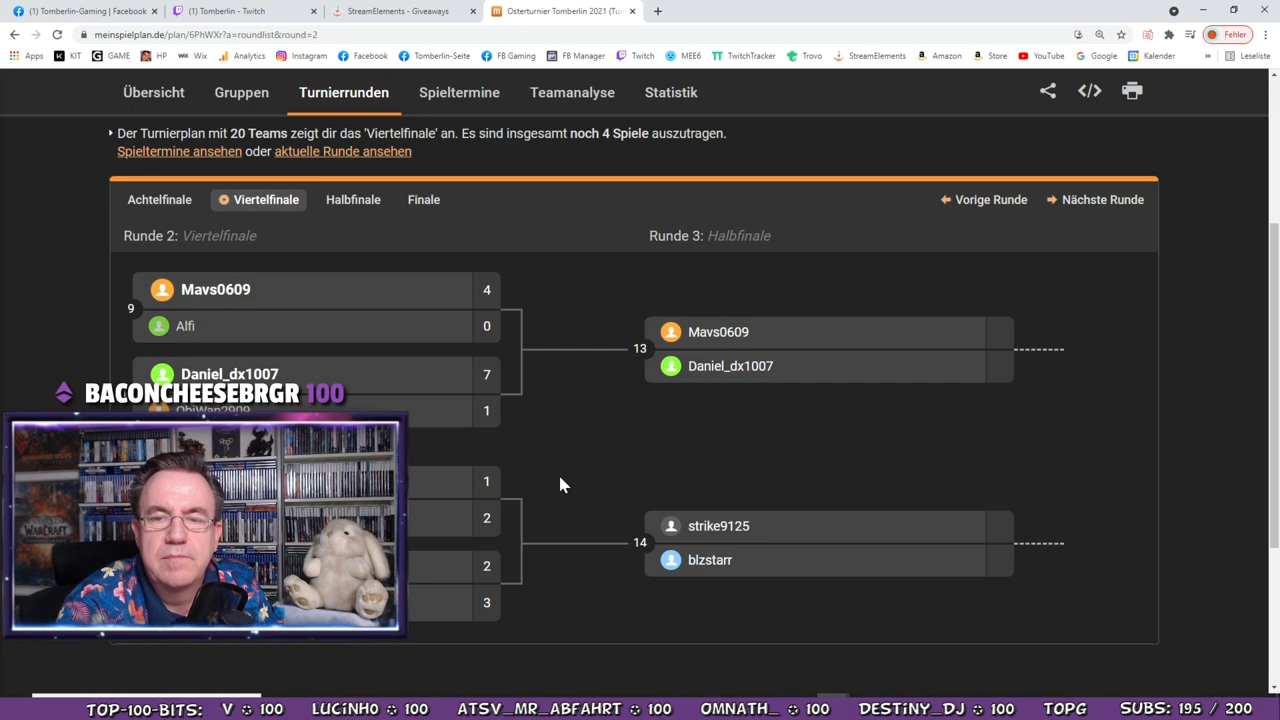 (1) Tomberlin-Gaming | Facebook
(1) Tomberlin - Twitch
StreamElements - Giveaways
Osterturnier Tomberlin 2021 (Tu
meinspielplan.de/plan/6PhWXr?a=roundlist&round=2
Fehler
Apps KIT GAME HP Wix Analytics Instagram Facebook Tomberlin-Seite FB Gaming FB Manager Twitch MEE6 TwitchTracker Trovo StreamElements Amazon Store YouTube Google Kalender » Leseliste
Übersicht Gruppen Turnierrunden Spieltermine Teamanalyse Statistik
Der Turnierplan mit 20 Teams zeigt dir das 'Viertelfinale' an. Es sind insgesamt noch 4 Spiele auszutragen.
Spieltermine ansehen oder aktuelle Runde ansehen
Achtelfinale Viertelfinale Halbfinale Finale Vorige Runde Nächste Runde
Runde 2: Viertelfinale Runde 3: Halbfinale
Mavs0609 4
9
Alfi 0
Daniel_dx1007 7
ObiWan2909 1
Mavs0609
13
Daniel_dx1007
BACONCHEESEBRGR 100
1
2
2
3
strike9125
14
blzstarr
WARCRAFT
TOP-100-BITS: V 100 LUCINHO 100 ATSV_MR_ABFAHRT 100 OMNATH_ 100 DESTINY_DJ 100 TOPG SUBS: 195 / 200